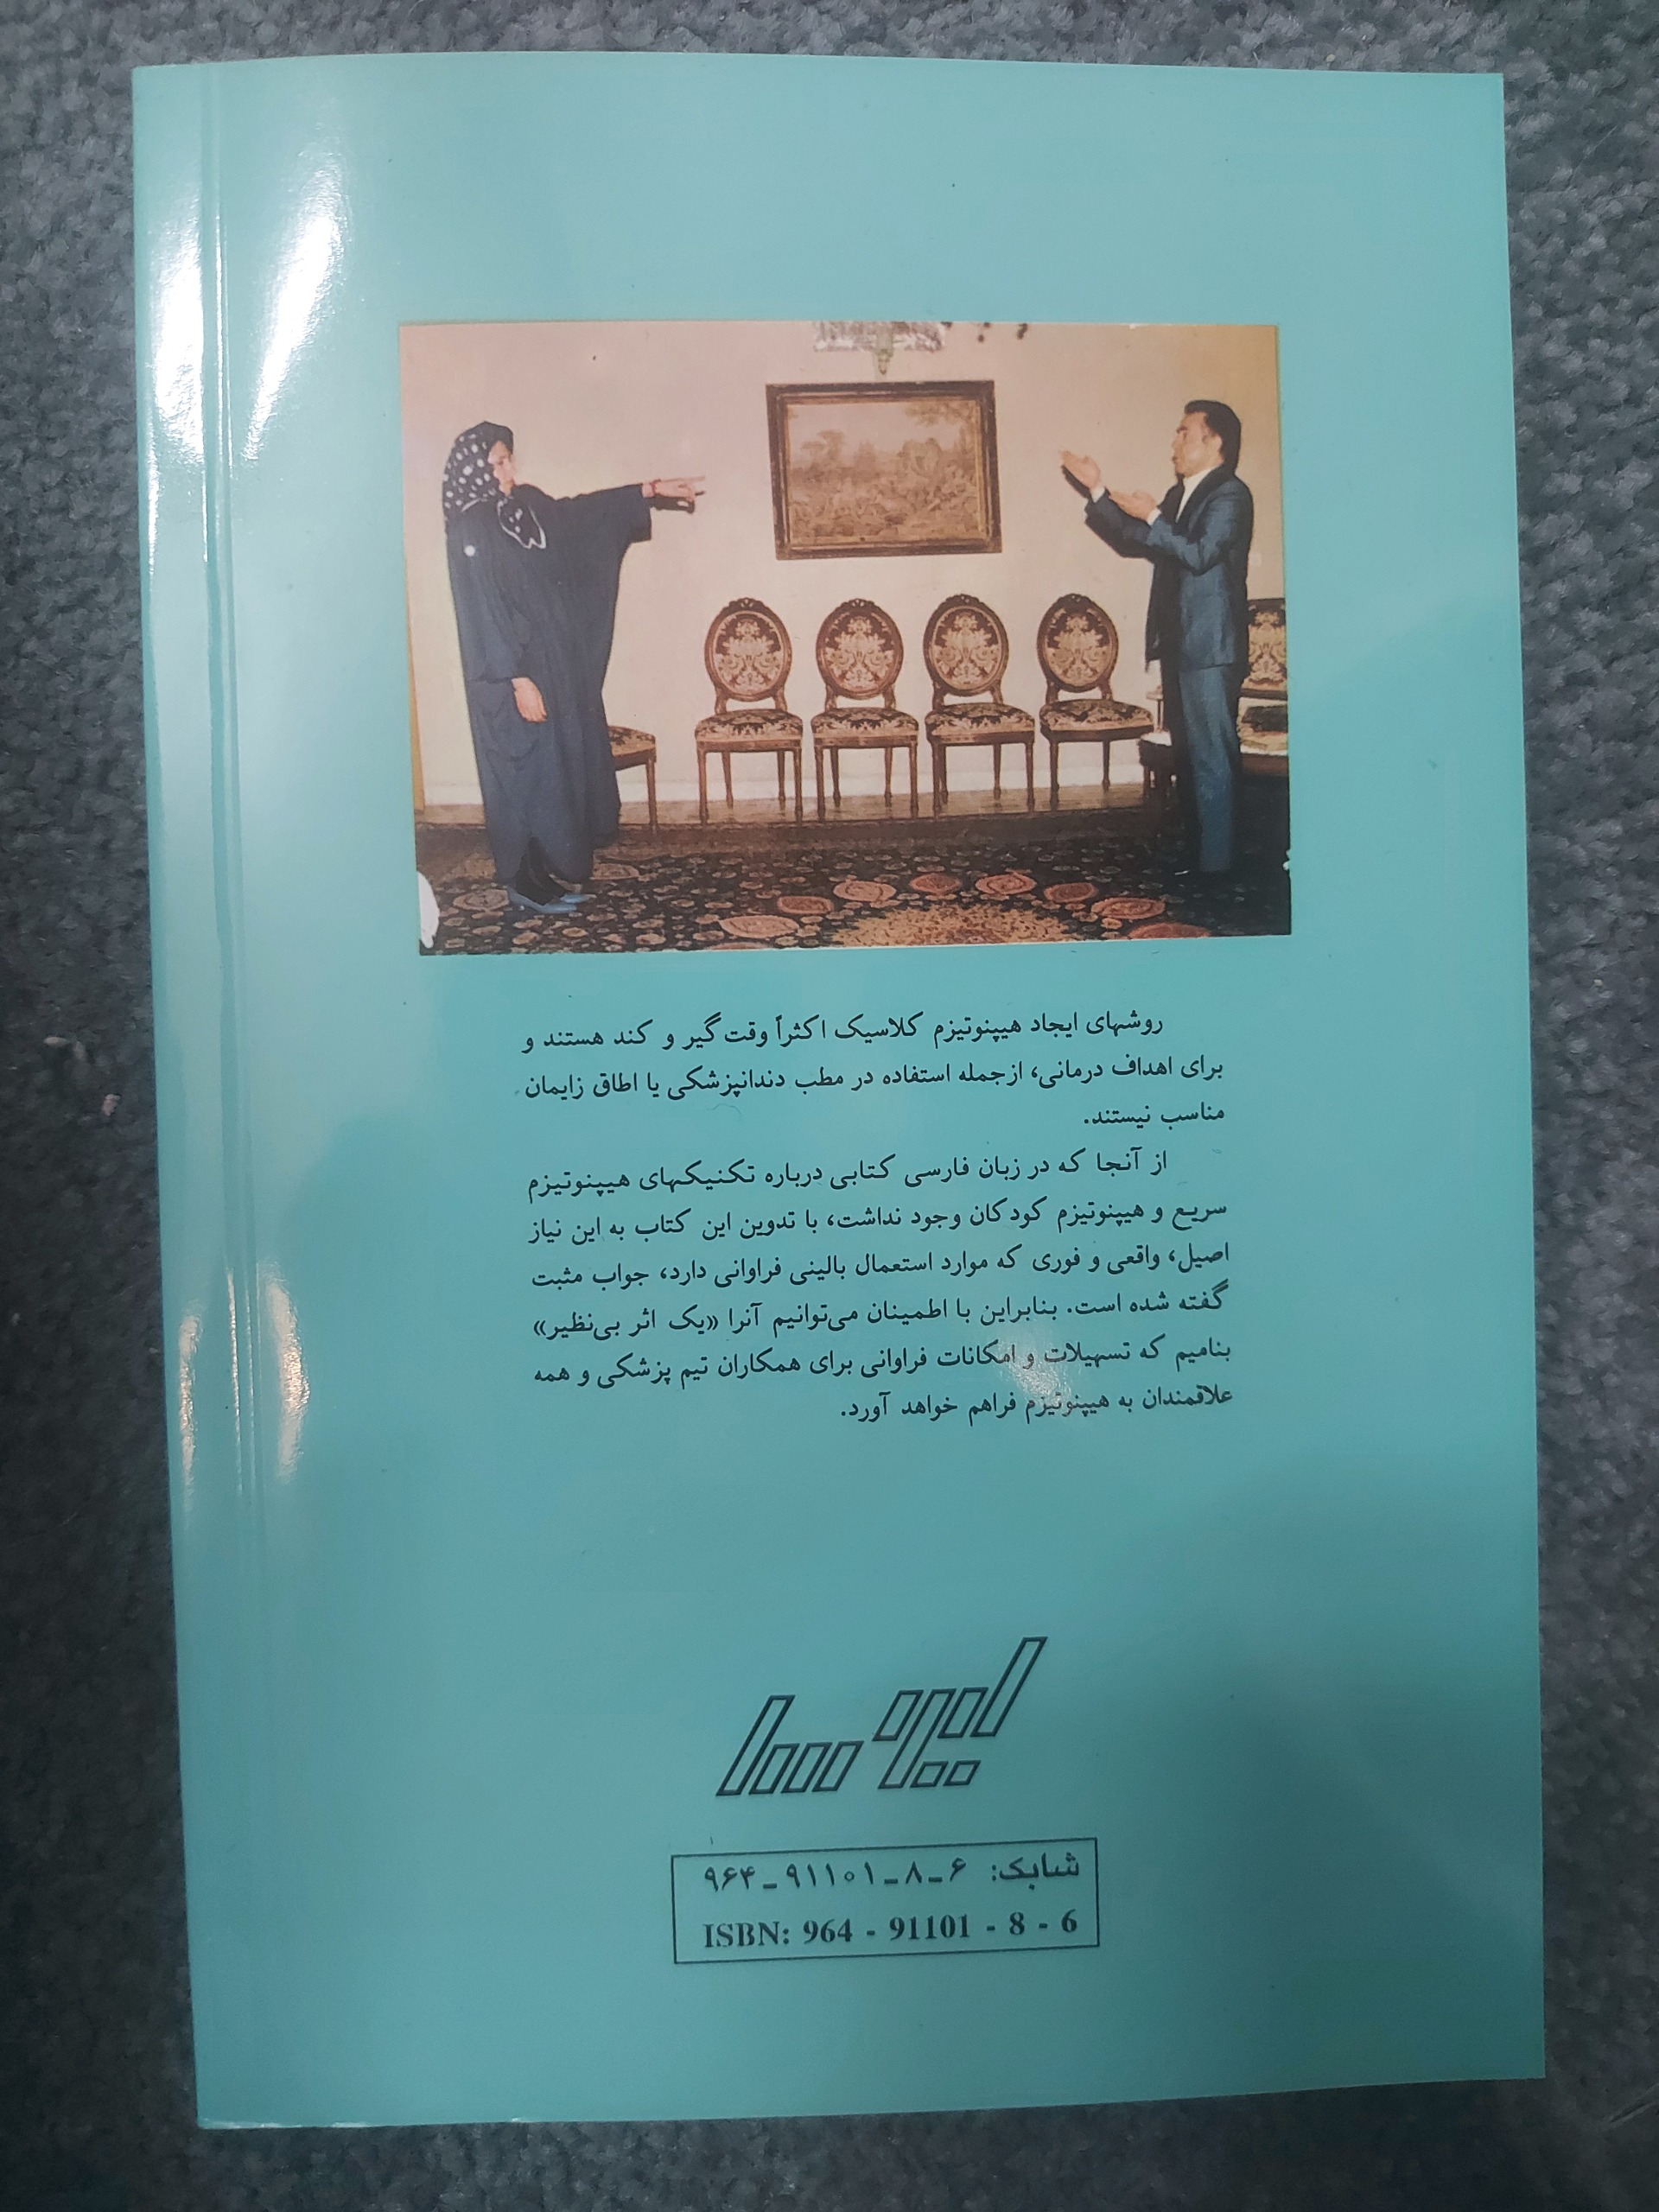 روشهای ایجاد هیپنوتیزم کلاسیک اکثراً وقت‌گیر و کند هستند و
برای اهداف درمانی، ازجمله استفاده در مطب دندانپزشکی یا اطاق زایمان
مناسب نیستند.
از آنجا که در زبان فارسی کتابی درباره تکنیکهای هیپنوتیزم
سریع و هیپنوتیزم کودکان وجود نداشت، با تدوین این کتاب به این نیاز
اصیل، واقعی و فوری که موارد استعمال بالینی فراوانی دارد، جواب مثبت
گفته شده است. بنابراین با اطمینان می‌توانیم آنرا «یک اثر بی‌نظیر»
بنامیم که تسهیلات و امکانات فراوانی برای همکاران تیم پزشکی و همه
علاقمندان به هیپنوتیزم فراهم خواهد آورد.
شابک: ۶-۸-۹۱۱۰۱-۹۶۴
ISBN: 964 - 91101 - 8 - 6